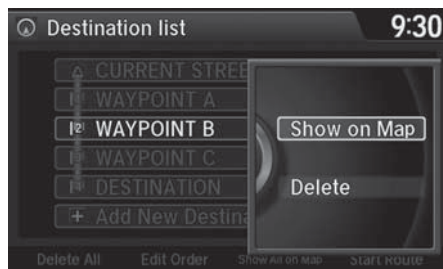 Destination list
9:30
CURRENT STREE
WAYPOINT A
WAYPOINT B
WAYPOINT C
DESTINATION
Add New Destina
Show on Map
Delete
Delete All
Edit Order
Show All on Map
Start Route